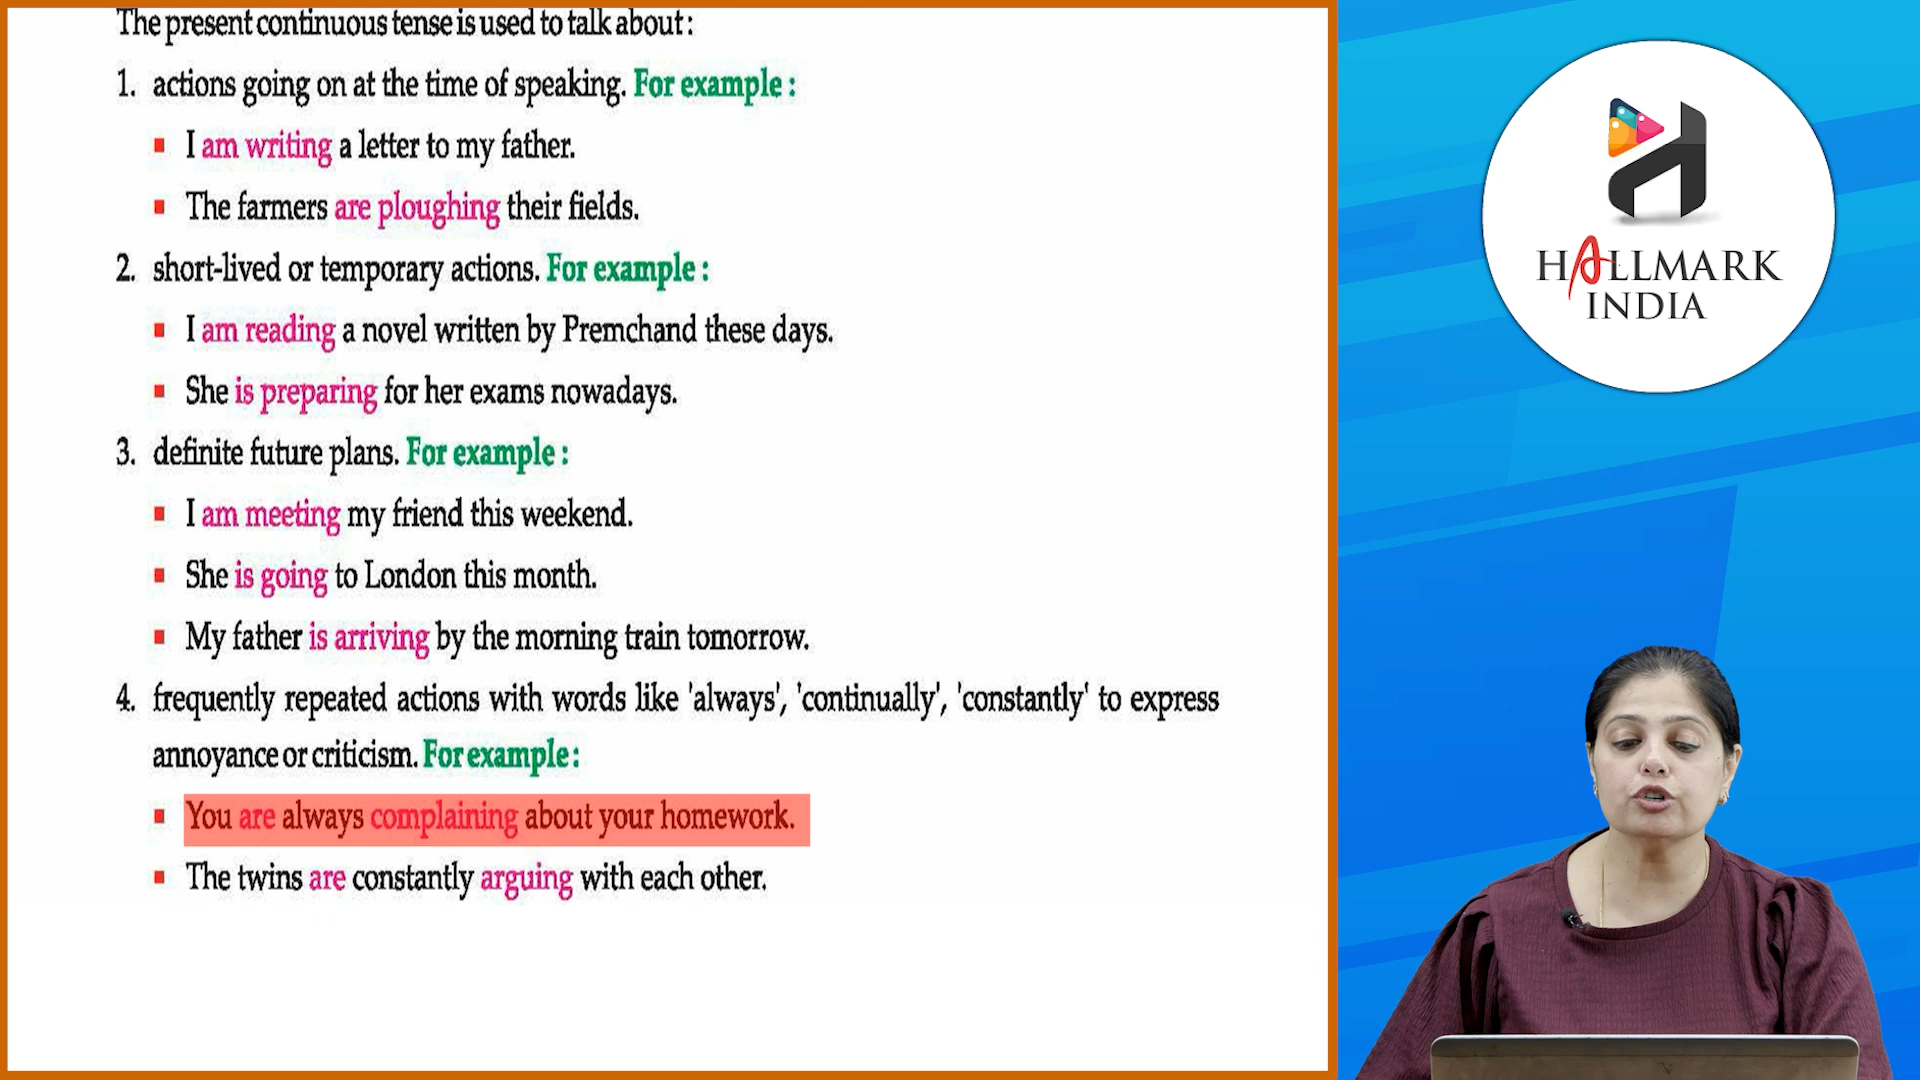 The present continuous tense is used to talk about :
1. actions going on at the time of speaking. For example :
▪ I am writing a letter to my father.
▪ The farmers are ploughing their fields.
2. short-lived or temporary actions. For example :
▪ I am reading a novel written by Premchand these days.
▪ She is preparing for her exams nowadays.
3. definite future plans. For example :
▪ I am meeting my friend this weekend.
▪ She is going to London this month.
▪ My father is arriving by the morning train tomorrow.
4. frequently repeated actions with words like 'always', 'continually', 'constantly' to express
annoyance or criticism. For example :
▪ You are always complaining about your homework.
▪ The twins are constantly arguing with each other.
HALLMARK
INDIA